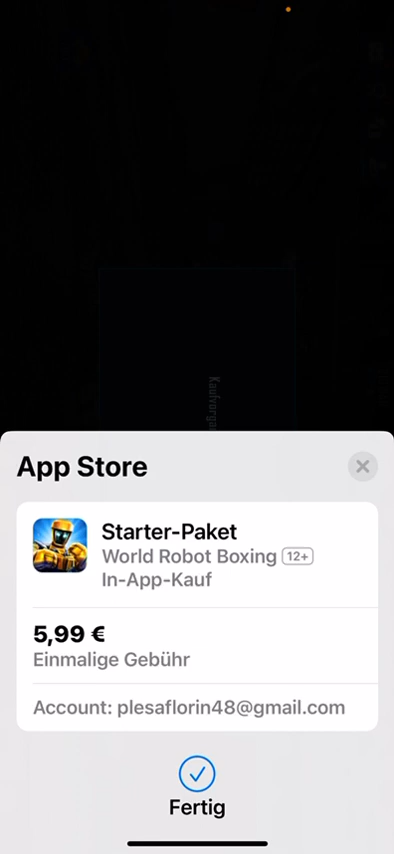 App Store
Starter-Paket
World Robot Boxing 12+
In-App-Kauf
5,99 €
Einmalige Gebühr
Account: plesaflorin48@gmail.com
Fertig